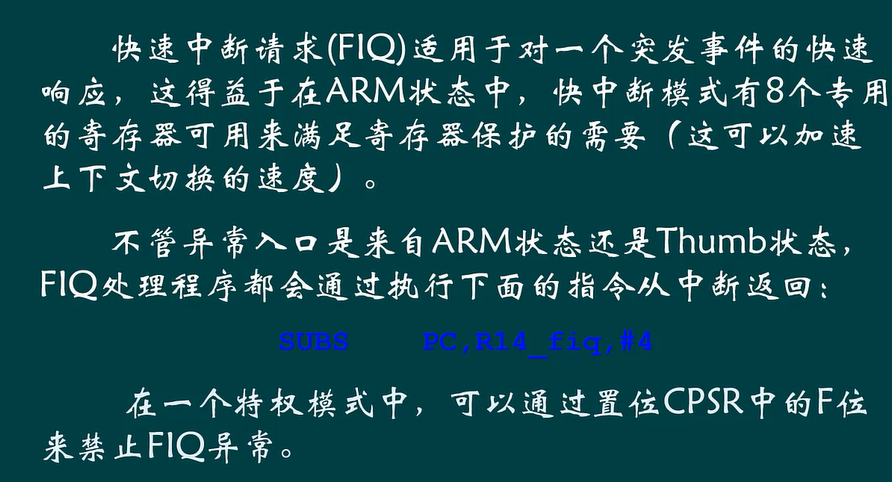 快速中断请求(FIQ)适用于对一个突发事件的快速
响应，这得益于在ARM状态中，快中断模式有8个专用
的寄存器可用来满足寄存器保护的需要（这可以加速
上下文切换的速度）。
不管异常入口是来自ARM状态还是Thumb状态，
FIQ处理程序都会通过执行下面的指令从中断返回：
SUBS PC,R14_fiq,#4
在一个特权模式中，可以通过置位CPSR中的F位
来禁止FIQ异常。